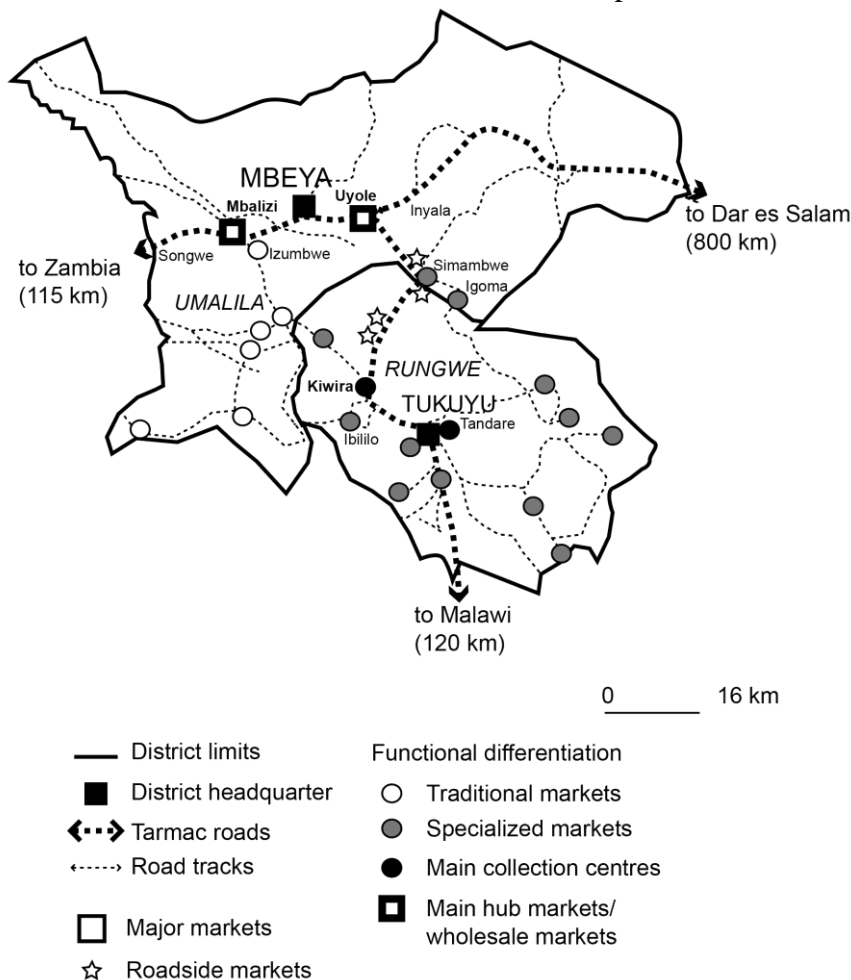 MBEYA
Mbalizi
Uyole
Inyala
to Dar es Salam
(800 km)
Songwe
Izumbwe
to Zambia
(115 km)
Simambwe
Igoma
UMALILA
RUNGWE
Kiwira
TUKUYU
Tandare
Ibililo
to Malawi
(120 km)
0 16 km
District limits
District headquarter
Tarmac roads
Road tracks
Major markets
Roadside markets
Functional differentiation
Traditional markets
Specialized markets
Main collection centres
Main hub markets/
wholesale markets